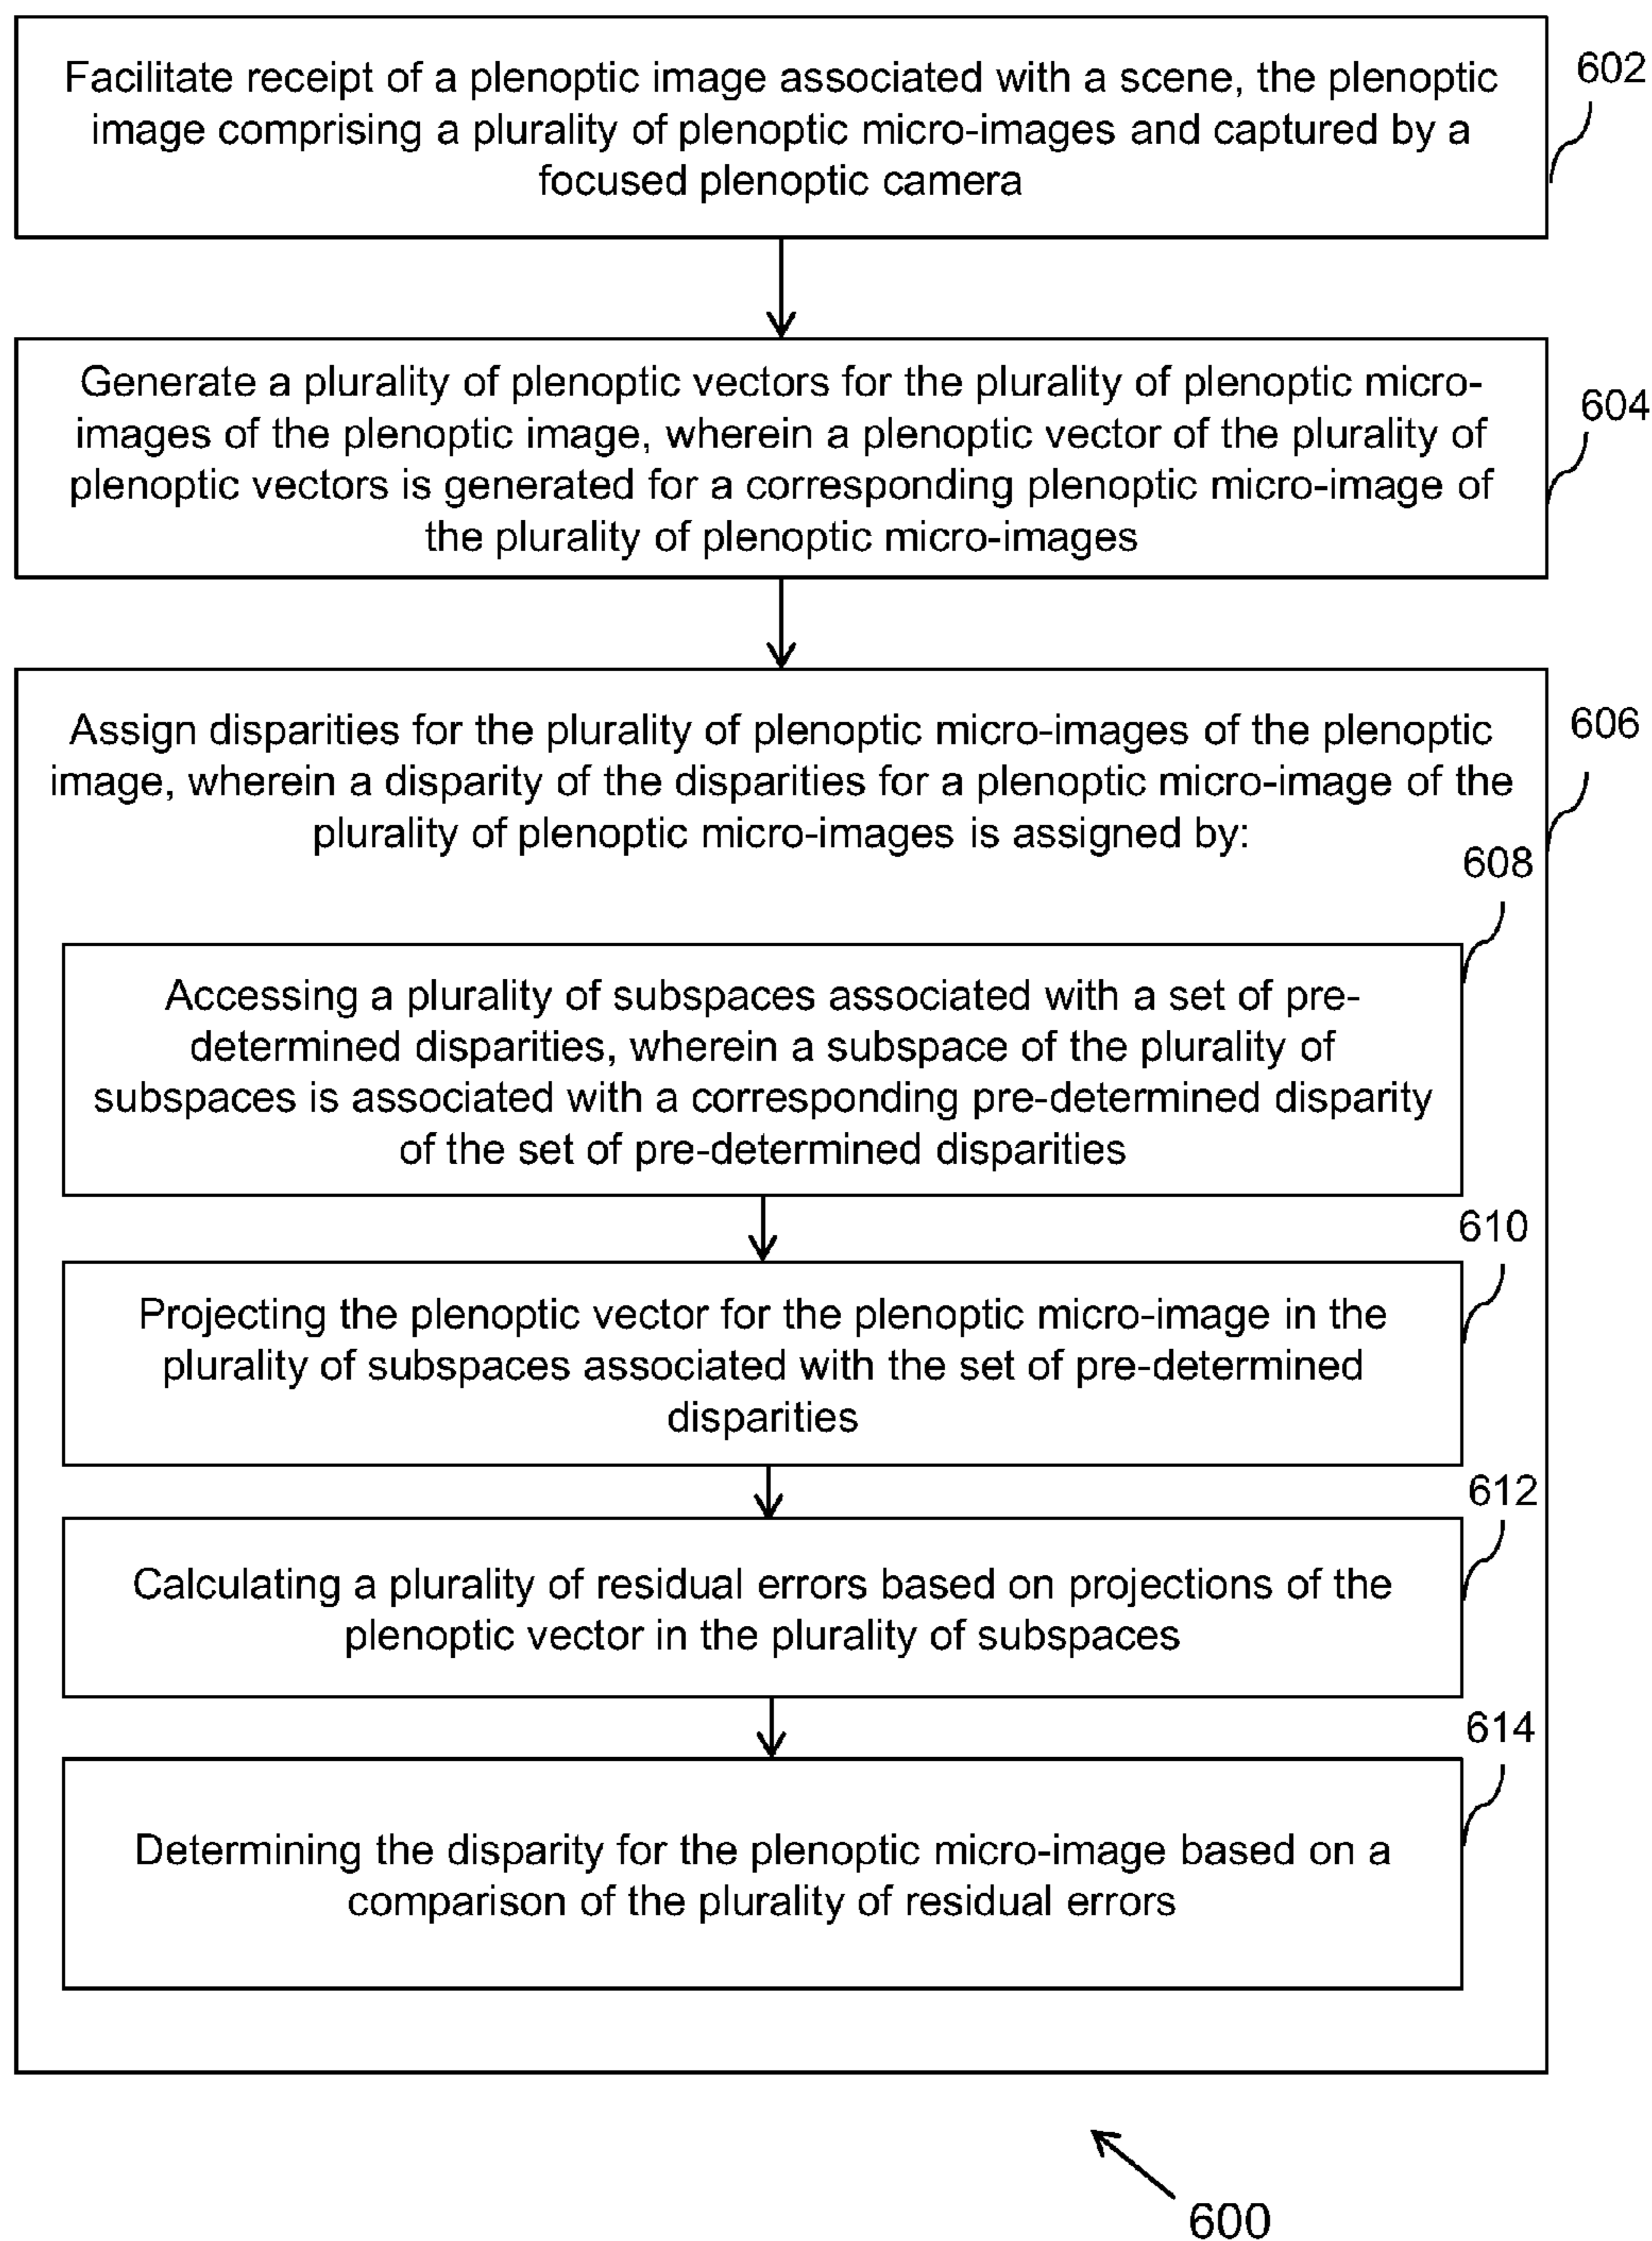 Facilitate receipt of a plenoptic image associated with a scene, the plenoptic
image comprising a plurality of plenoptic micro-images and captured by a
focused plenoptic camera
602
Generate a plurality of plenoptic vectors for the plurality of plenoptic micro-
images of the plenoptic image, wherein a plenoptic vector of the plurality of
plenoptic vectors is generated for a corresponding plenoptic micro-image of
the plurality of plenoptic micro-images
604
Assign disparities for the plurality of plenoptic micro-images of the plenoptic
image, wherein a disparity of the disparities for a plenoptic micro-image of the
plurality of plenoptic micro-images is assigned by:
606
608
Accessing a plurality of subspaces associated with a set of pre-
determined disparities, wherein a subspace of the plurality of
subspaces is associated with a corresponding pre-determined disparity
of the set of pre-determined disparities
610
Projecting the plenoptic vector for the plenoptic micro-image in the
plurality of subspaces associated with the set of pre-determined
disparities
612
Calculating a plurality of residual errors based on projections of the
plenoptic vector in the plurality of subspaces
614
Determining the disparity for the plenoptic micro-image based on a
comparison of the plurality of residual errors
600